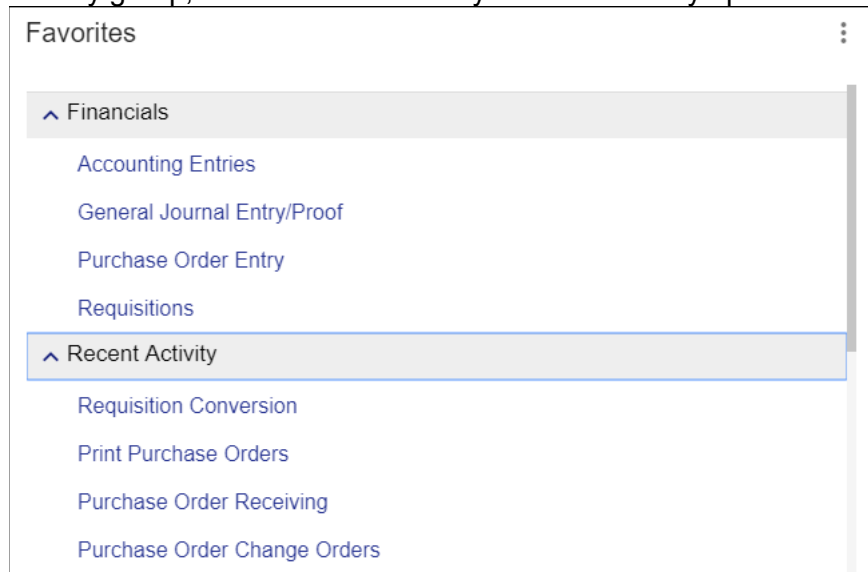 Favorites
Financials
Accounting Entries
General Journal Entry/Proof
Purchase Order Entry
Requisitions
Recent Activity
Requisition Conversion
Print Purchase Orders
Purchase Order Receiving
Purchase Order Change Orders